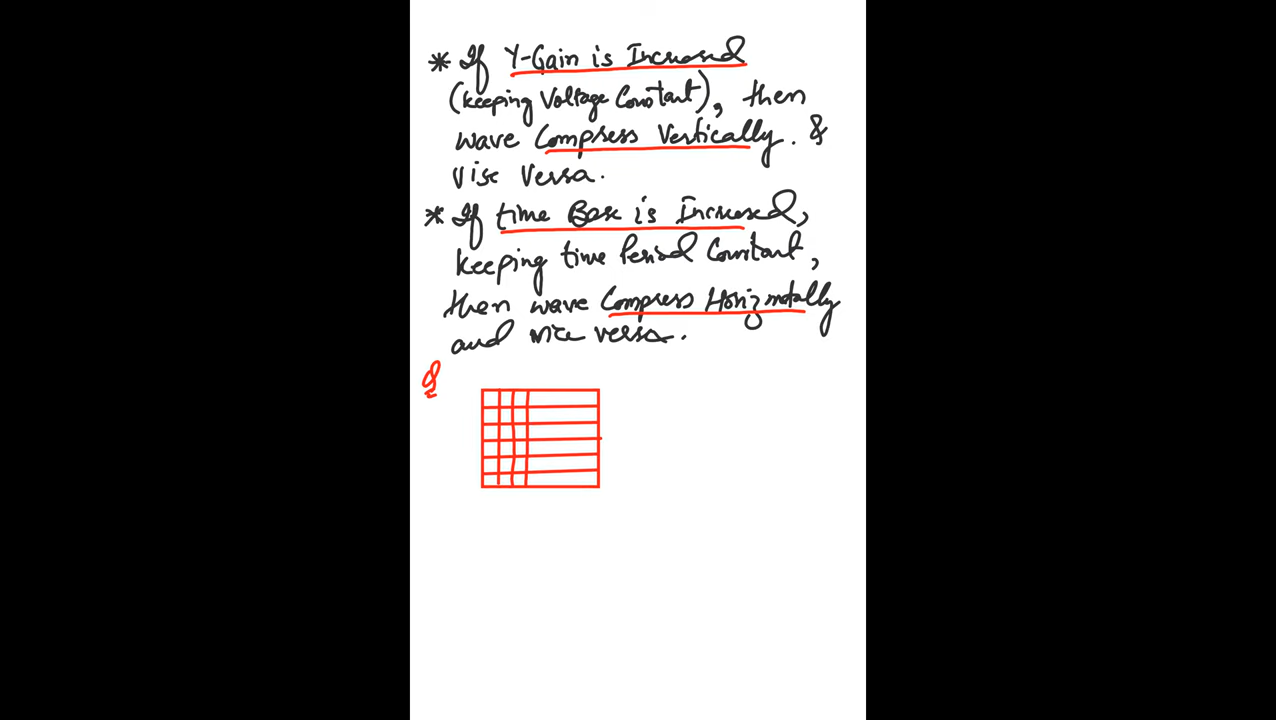 * If Y-Gain is Increased
(keeping Voltage Constant), then
wave Compress Vertically. &
vise versa.
* If time Base is Increased,
keeping time Period Constant,
then wave Compress Horizontally
and vice versa.
Q